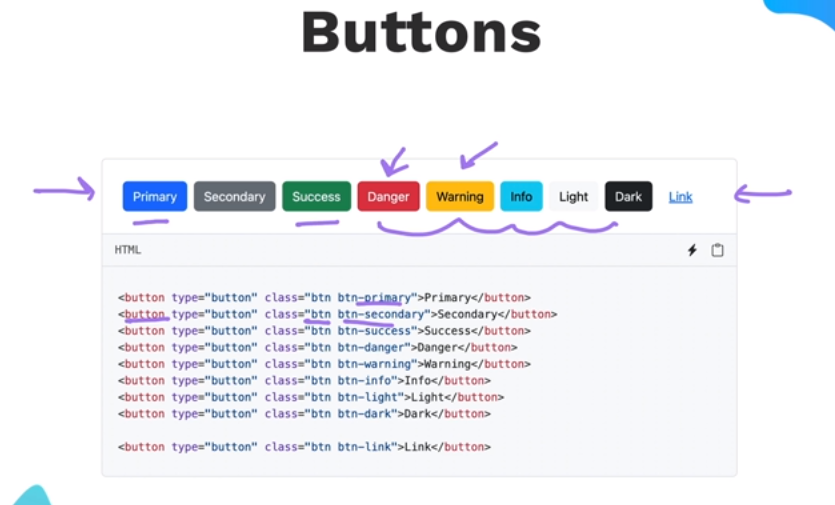 Buttons
Primary Secondary Success Danger Warning Info Light Dark Link
HTML
<button type="button" class="btn btn-primary">Primary</button>
<button type="button" class="btn btn-secondary">Secondary</button>
<button type="button" class="btn btn-success">Success</button>
<button type="button" class="btn btn-danger">Danger</button>
<button type="button" class="btn btn-warning">Warning</button>
<button type="button" class="btn btn-info">Info</button>
<button type="button" class="btn btn-light">Light</button>
<button type="button" class="btn btn-dark">Dark</button>
<button type="button" class="btn btn-link">Link</button>